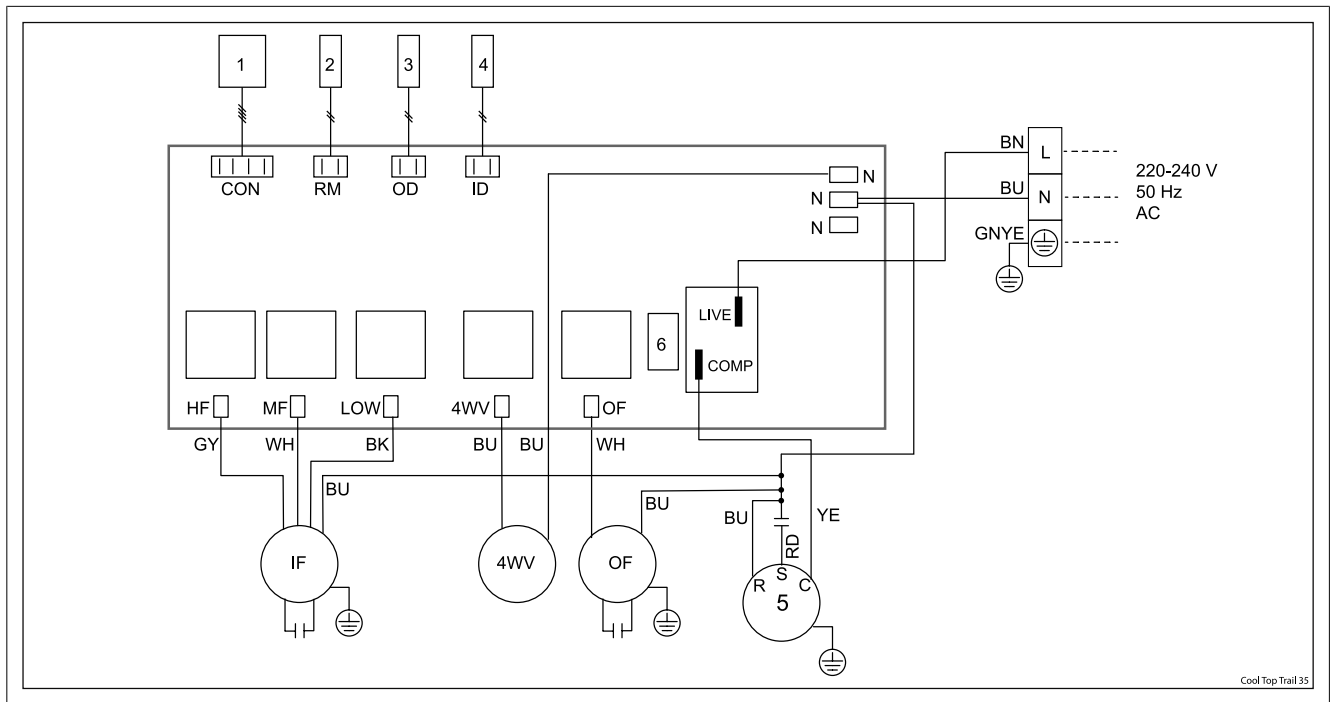 1
2
3
4
CON
RM
OD
ID
N
N
N
BN
L
BU
N
GNYE
220-240 V
50 Hz
AC
LIVE
COMP
6
HF
MF
LOW
4WV
OF
GY
WH
BK
BU
BU
WH
BU
BU
BU
RD
YE
IF
4WV
OF
R
S
C
5
Cool Top Trail 35